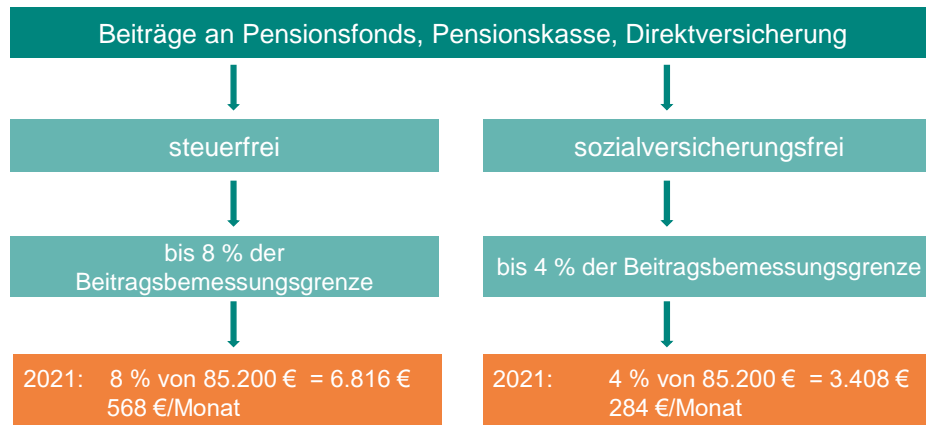 Beiträge an Pensionsfonds, Pensionskasse, Direktversicherung
steuerfrei
sozialversicherungsfrei
bis 8 % der
Beitragsbemessungsgrenze
bis 4 % der Beitragsbemessungsgrenze
2021: 8 % von 85.200 € = 6.816 €
568 €/Monat
2021: 4 % von 85.200 € = 3.408 €
284 €/Monat